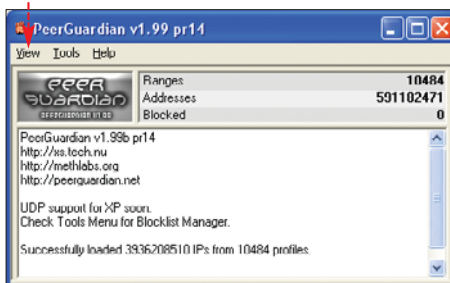 PeerGuardian v1.99 pr14
View Tools Help
PEER GUARDIAN
Ranges 10484
Addresses 591102471
Blocked 0
PeerGuardian v1.99b pr14
http://xs.tech.nu
http://methlabs.org
http://peerguardian.net
UDP support for XP soon.
Check Tools Menu for Blocklist Manager.
Successfully loaded 3936208510 IPs from 10484 profiles